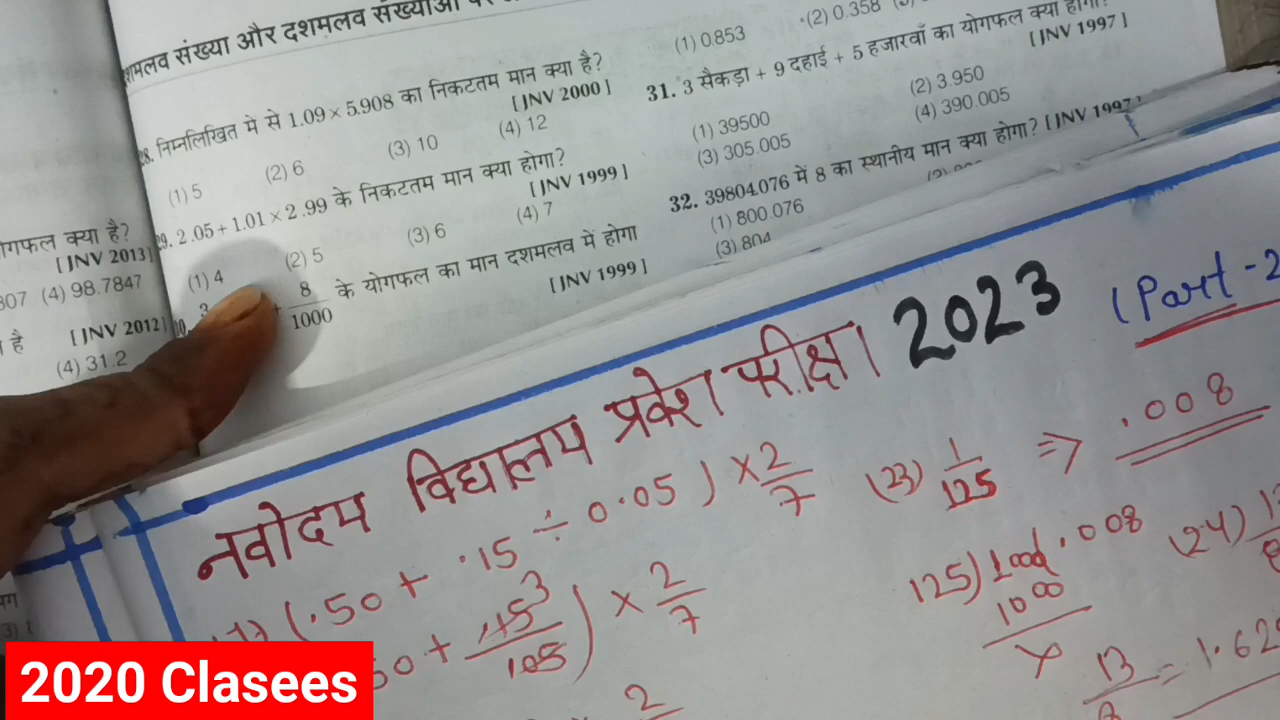 दशमलव संख्या और दशमलव संख्याओं
28. निम्नलिखित में से 1.09 × 5.908 का निकटतम मान क्या है?
[JNV 2000]
(1) 5 (2) 6 (3) 10 (4) 12
29. 2.05 + 1.01 × 2.99 के निकटतम मान क्या होगा?
[JNV 1999]
(1) 4 (2) 5 (3) 6 (4) 7
+ 8/1000 के योगफल का मान दशमलव में होगा
[JNV 1999]
(1) 0.853 (2) 0.358
31. 3 सैकड़ा + 9 दहाई + 5 हजारवाँ का योगफल क्या होगा?
[JNV 1997]
(1) 39500 (2) 3.950
(3) 305.005 (4) 390.005
32. 39804.076 में 8 का स्थानीय मान क्या होगा? [JNV 1997]
(1) 800.076
(3) 804
योगफल क्या है?
[JNV 2013]
307 (4) 98.7847
है [JNV 2012]
(4) 31.2
नवोदय विद्यालय प्रवेश परीक्षा 2023 (Part-2
(.50 + .15 ÷ 0.05) × 2/7
(23) 1/125 ⇒ .008
125)1000(.008
1000
×
(24)
13/8 = 1.62
2020 Clasees